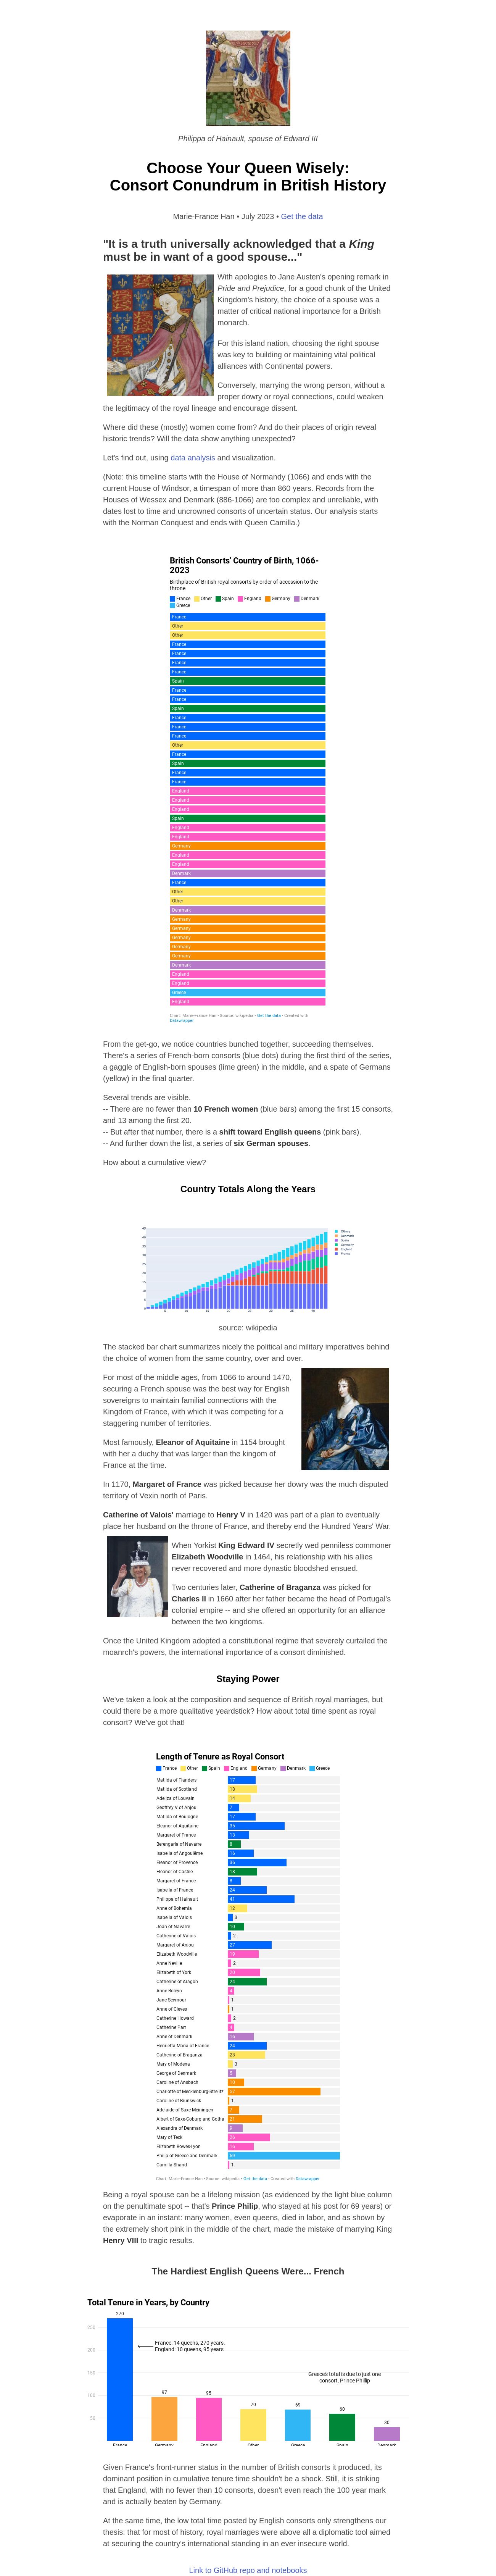 Philippa of Hainault, spouse of Edward III
Choose Your Queen Wisely:
Consort Conundrum in British History
Marie-France Han • July 2023 • Get the data
"It is a truth universally acknowledged that a King
must be in want of a good spouse..."
With apologies to Jane Austen's opening remark in
Pride and Prejudice, for a good chunk of the United
Kingdom's history, the choice of a spouse was a
matter of critical national importance for a British
monarch.
For this island nation, choosing the right spouse
was key to building or maintaining vital political
alliances with Continental powers.
Conversely, marrying the wrong person, without a
proper dowry or royal connections, could weaken
the legitimacy of the royal lineage and encourage dissent.
Where did these (mostly) women come from? And do their places of origin reveal
historic trends? Will the data show anything unexpected?
Let's find out, using data analysis and visualization.
(Note: this timeline starts with the House of Normandy (1066) and ends with the
current House of Windsor, a timespan of more than 860 years. Records from the
Houses of Wessex and Denmark (886-1066) are too complex and unreliable, with
dates lost to time and uncrowned consorts of uncertain status. Our analysis starts
with the Norman Conquest and ends with Queen Camilla.)
British Consorts' Country of Birth, 1066-
2023
Birthplace of British royal consorts by order of accession to the
throne
France Other Spain England Germany Denmark
Greece
France
Other
Other
France
France
France
France
Spain
France
France
Spain
France
France
France
Other
France
Spain
France
France
England
England
England
Spain
England
England
Germany
England
England
Denmark
France
Other
Other
Denmark
Germany
Germany
Germany
Germany
Germany
Denmark
England
England
Greece
England
Chart: Marie-France Han • Source: wikipedia • Get the data • Created with
Datawrapper
From the get-go, we notice countries bunched together, succeeding themselves.
There's a series of French-born consorts (blue dots) during the first third of the series,
a gaggle of English-born spouses (lime green) in the middle, and a spate of Germans
(yellow) in the final quarter.
Several trends are visible.
-- There are no fewer than 10 French women (blue bars) among the first 15 consorts,
and 13 among the first 20.
-- But after that number, there is a shift toward English queens (pink bars).
-- And further down the list, a series of six German spouses.
How about a cumulative view?
Country Totals Along the Years
source: wikipedia
The stacked bar chart summarizes nicely the political and military imperatives behind
the choice of women from the same country, over and over.
For most of the middle ages, from 1066 to around 1470,
securing a French spouse was the best way for English
sovereigns to maintain familial connections with the
Kingdom of France, with which it was competing for a
staggering number of territories.
Most famously, Eleanor of Aquitaine in 1154 brought
with her a duchy that was larger than the kingom of
France at the time.
In 1170, Margaret of France was picked because her dowry was the much disputed
territory of Vexin north of Paris.
Catherine of Valois' marriage to Henry V in 1420 was part of a plan to eventually
place her husband on the throne of France, and thereby end the Hundred Years' War.
When Yorkist King Edward IV secretly wed penniless commoner
Elizabeth Woodville in 1464, his relationship with his allies
never recovered and more dynastic bloodshed ensued.
Two centuries later, Catherine of Braganza was picked for
Charles II in 1660 after her father became the head of Portugal's
colonial empire -- and she offered an opportunity for an alliance
between the two kingdoms.
Once the United Kingdom adopted a constitutional regime that severely curtailed the
moanrch's powers, the international importance of a consort diminished.
Staying Power
We've taken a look at the composition and sequence of British royal marriages, but
could there be a more qualitative yeardstick? How about total time spent as royal
consort? We've got that!
Length of Tenure as Royal Consort
France Other Spain England Germany Denmark Greece
Matilda of Flanders 17
Matilda of Scotland 18
Adeliza of Louvain 14
Geoffrey V of Anjou 7
Matilda of Boulogne 17
Eleanor of Aquitaine 35
Margaret of France 13
Berengaria of Navarre 8
Isabella of Angoulême 16
Eleanor of Provence 36
Eleanor of Castile 18
Margaret of France 8
Isabella of France 24
Philippa of Hainault 41
Anne of Bohemia 12
Isabella of Valois 3
Joan of Navarre 10
Catherine of Valois 2
Margaret of Anjou 27
Elizabeth Woodville 19
Anne Neville 2
Elizabeth of York 20
Catherine of Aragon 24
Anne Boleyn
Jane Seymour 1
Anne of Cleves 1
Catherine Howard 2
Catherine Parr 4
Anne of Denmark 16
Henrietta Maria of France 24
Catherine of Braganza 23
Mary of Modena 3
George of Denmark
Caroline of Ansbach 10
Charlotte of Mecklenburg-Strelitz 57
Caroline of Brunswick 1
Adelaide of Saxe-Meiningen 7
Albert of Saxe-Coburg and Gotha 21
Alexandra of Denmark 9
Mary of Teck
Elizabeth Bowes-Lyon 16
Philip of Greece and Denmark 69
Camilla Shand 1
Chart: Marie-France Han • Source: wikipedia • Get the data • Created with Datawrapper
Being a royal spouse can be a lifelong mission (as evidenced by the light blue column
on the penultimate spot -- that's Prince Philip, who stayed at his post for 69 years) or
evaporate in an instant: many women, even queens, died in labor, and as shown by
the extremely short pink in the middle of the chart, made the mistake of marrying King
Henry VIII to tragic results.
The Hardiest English Queens Were... French
Total Tenure in Years, by Country
270
250
France: 14 queens, 270 years.
England: 10 queens, 95 years
200
150
Greece's total is due to just one
consort, Prince Phillip
100
97 95 70 69 60 30
50
France Germany England Other Greece Spain Denmark
Given France's front-runner status in the number of British consorts it produced, its
dominant position in cumulative tenure time shouldn't be a shock. Still, it is striking
that England, with no fewer than 10 consorts, doesn't even reach the 100 year mark
and is actually beaten by Germany.
At the same time, the low total time posted by English consorts only strengthens our
thesis: that for most of history, royal marriages were above all a diplomatic tool aimed
at securing the country's international standing in an ever insecure world.
Link to GitHub repo and notebooks